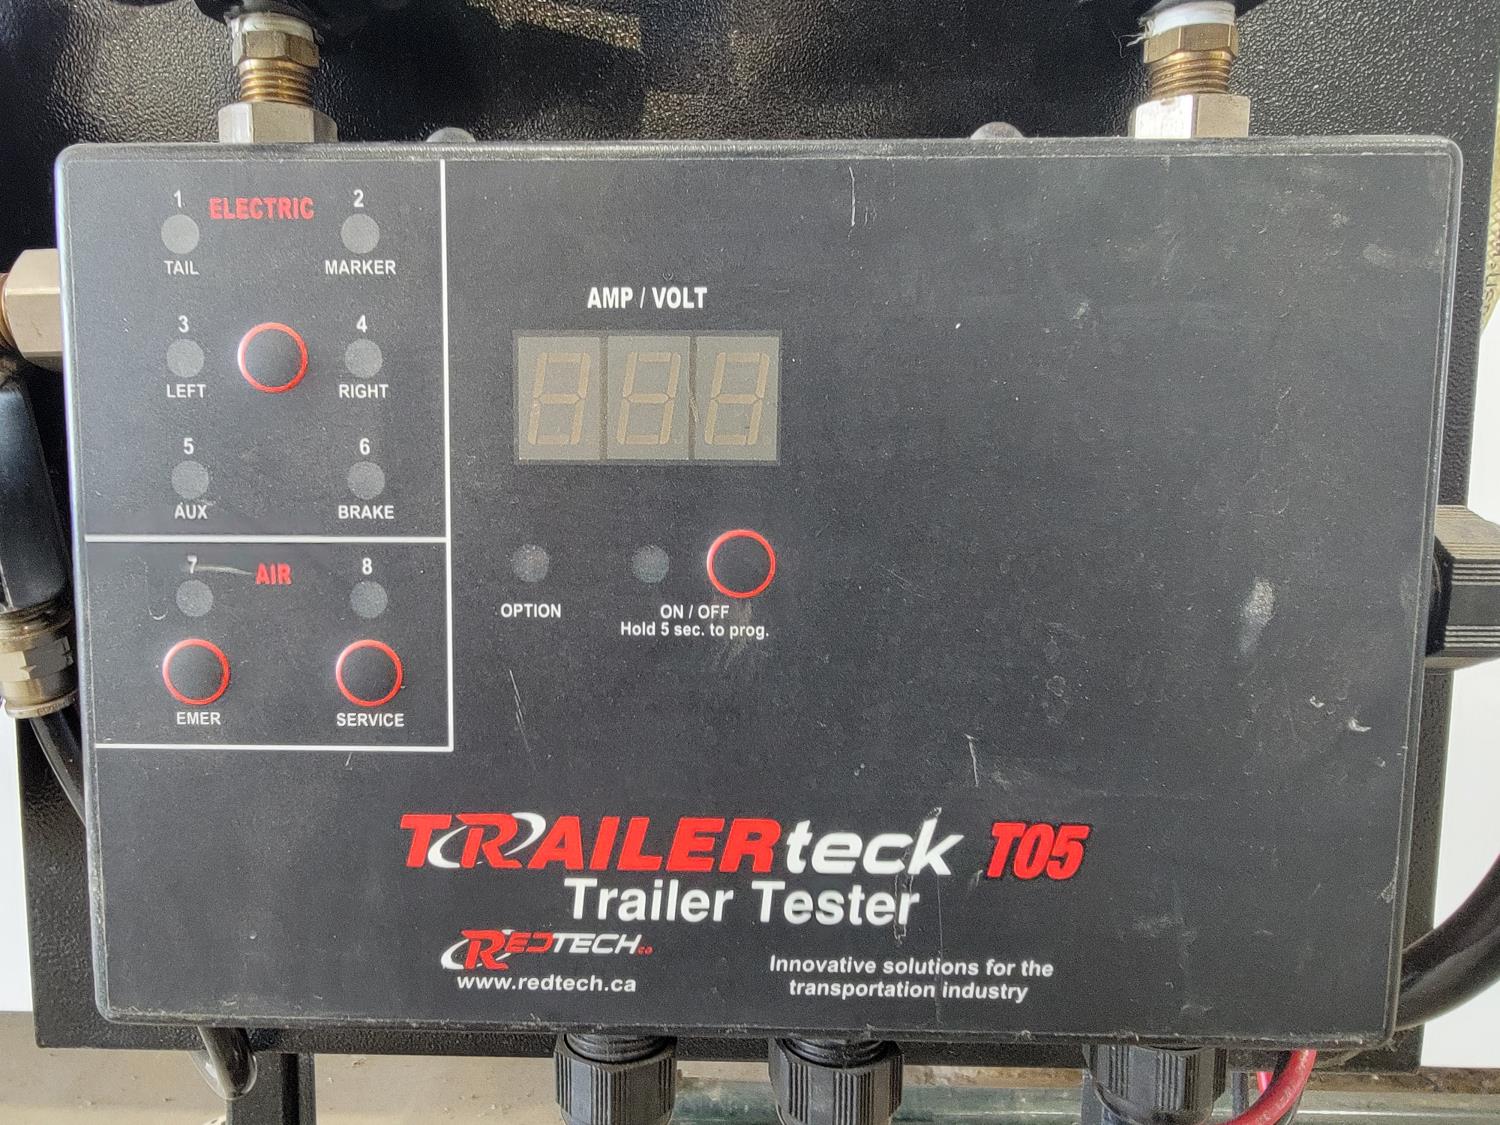 1 ELECTRIC 2
TAIL MARKER
3 4
LEFT RIGHT
5 6
AUX BRAKE
7 AIR 8
EMER SERVICE
AMP / VOLT
OPTION
ON / OFF
Hold 5 sec. to prog.
TRAILERteck T05
Trailer Tester
REDTECH
www.redtech.ca
Innovative solutions for the
transportation industry